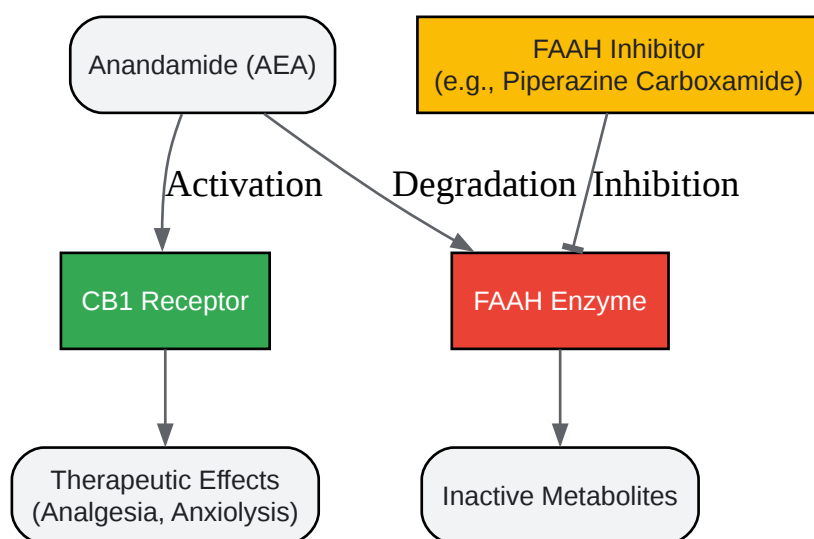 Anandamide (AEA)
FAAH Inhibitor
(e.g., Piperazine Carboxamide)
Activation
Degradation
Inhibition
CB1 Receptor
FAAH Enzyme
Therapeutic Effects
(Analgesia, Anxiolysis)
Inactive Metabolites